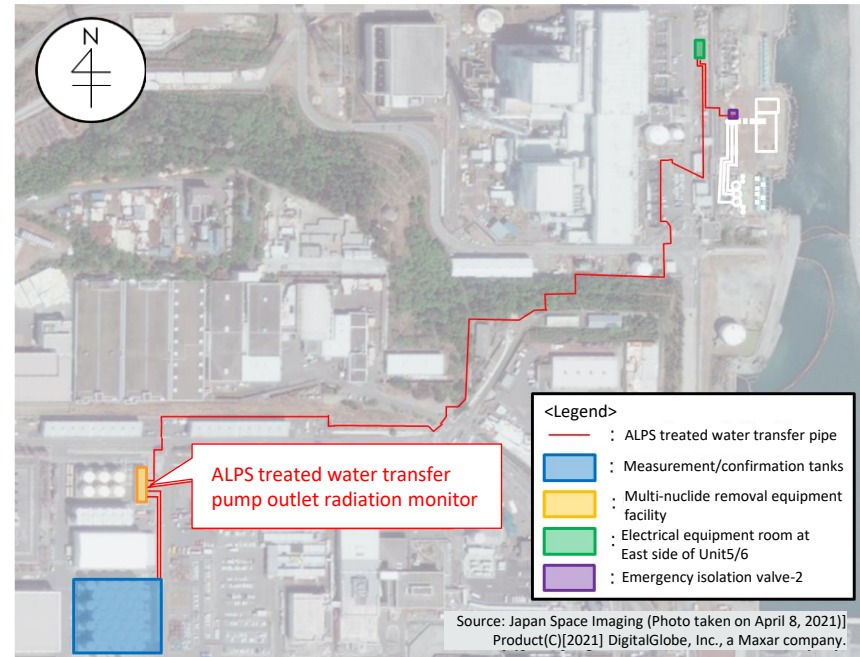 N
ALPS treated water transfer
pump outlet radiation monitor
<Legend>
: ALPS treated water transfer pipe
: Measurement/confirmation tanks
: Multi-nuclide removal equipment
facility
: Electrical equipment room at
East side of Unit5/6
: Emergency isolation valve-2
Source: Japan Space Imaging (Photo taken on April 8, 2021)]
Product(C)[2021] DigitalGlobe, Inc., a Maxar company.